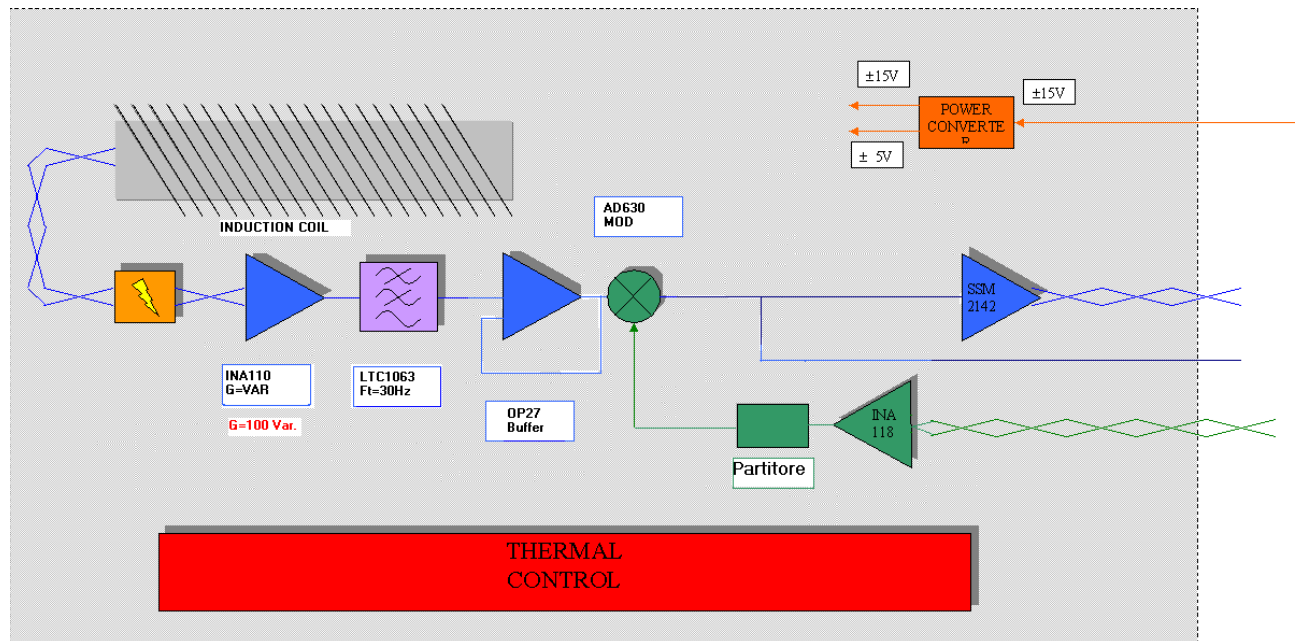 ±15V
±15V
POWER
CONVERTE
R
± 5V
INDUCTION COIL
AD630
MOD
SSM
2142
INA110
G=VAR
LTC1063
Ft=30Hz
G=100 Var.
OP27
Buffer
INA
118
Partitore
THERMAL
CONTROL